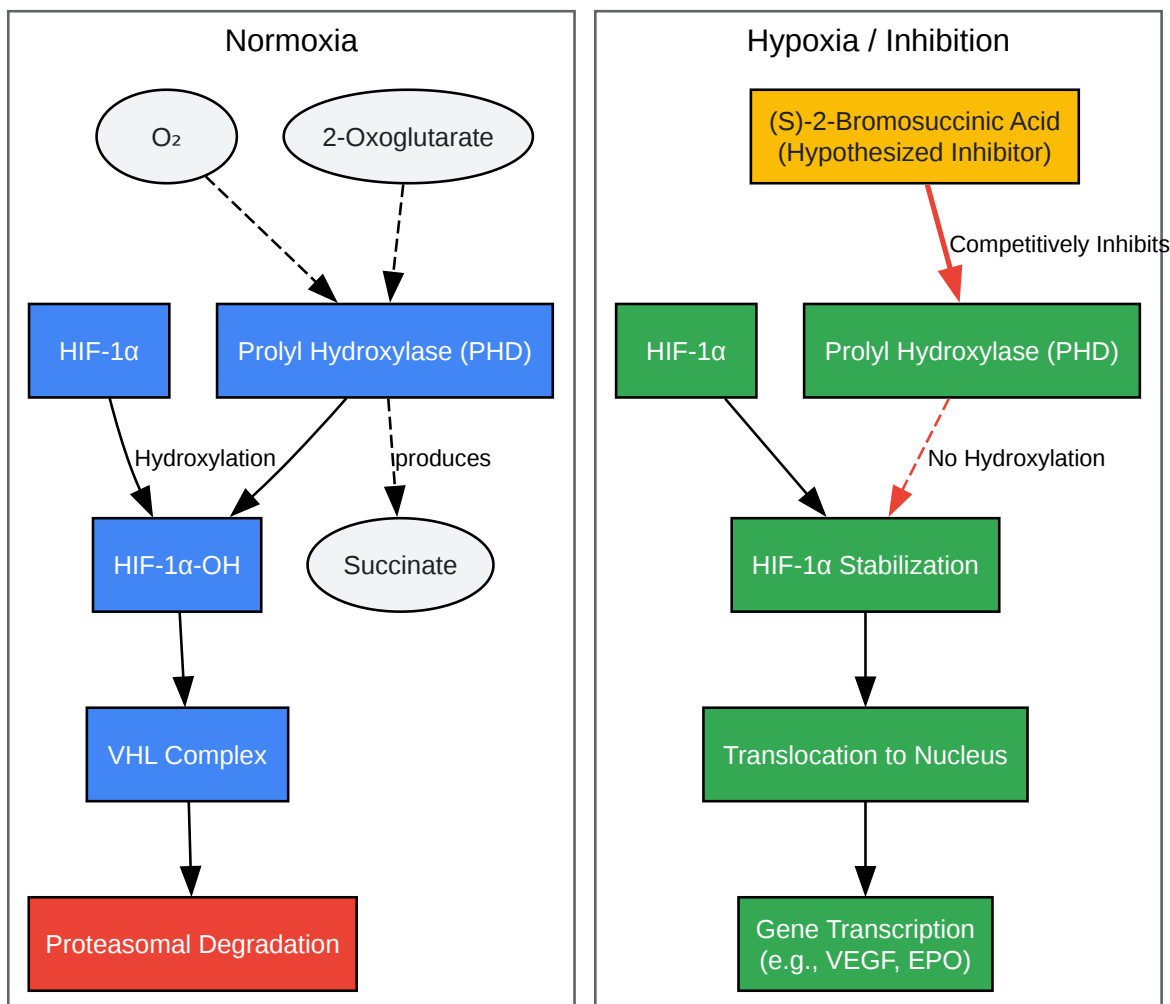 Normoxia
O₂
2-Oxoglutarate
HIF-1α
Prolyl Hydroxylase (PHD)
Hydroxylation
produces
HIF-1α-OH
Succinate
VHL Complex
Proteasomal Degradation
Hypoxia / Inhibition
(S)-2-Bromosuccinic Acid
(Hypothesized Inhibitor)
Competitively Inhibits
HIF-1α
Prolyl Hydroxylase (PHD)
No Hydroxylation
HIF-1α Stabilization
Translocation to Nucleus
Gene Transcription
(e.g., VEGF, EPO)